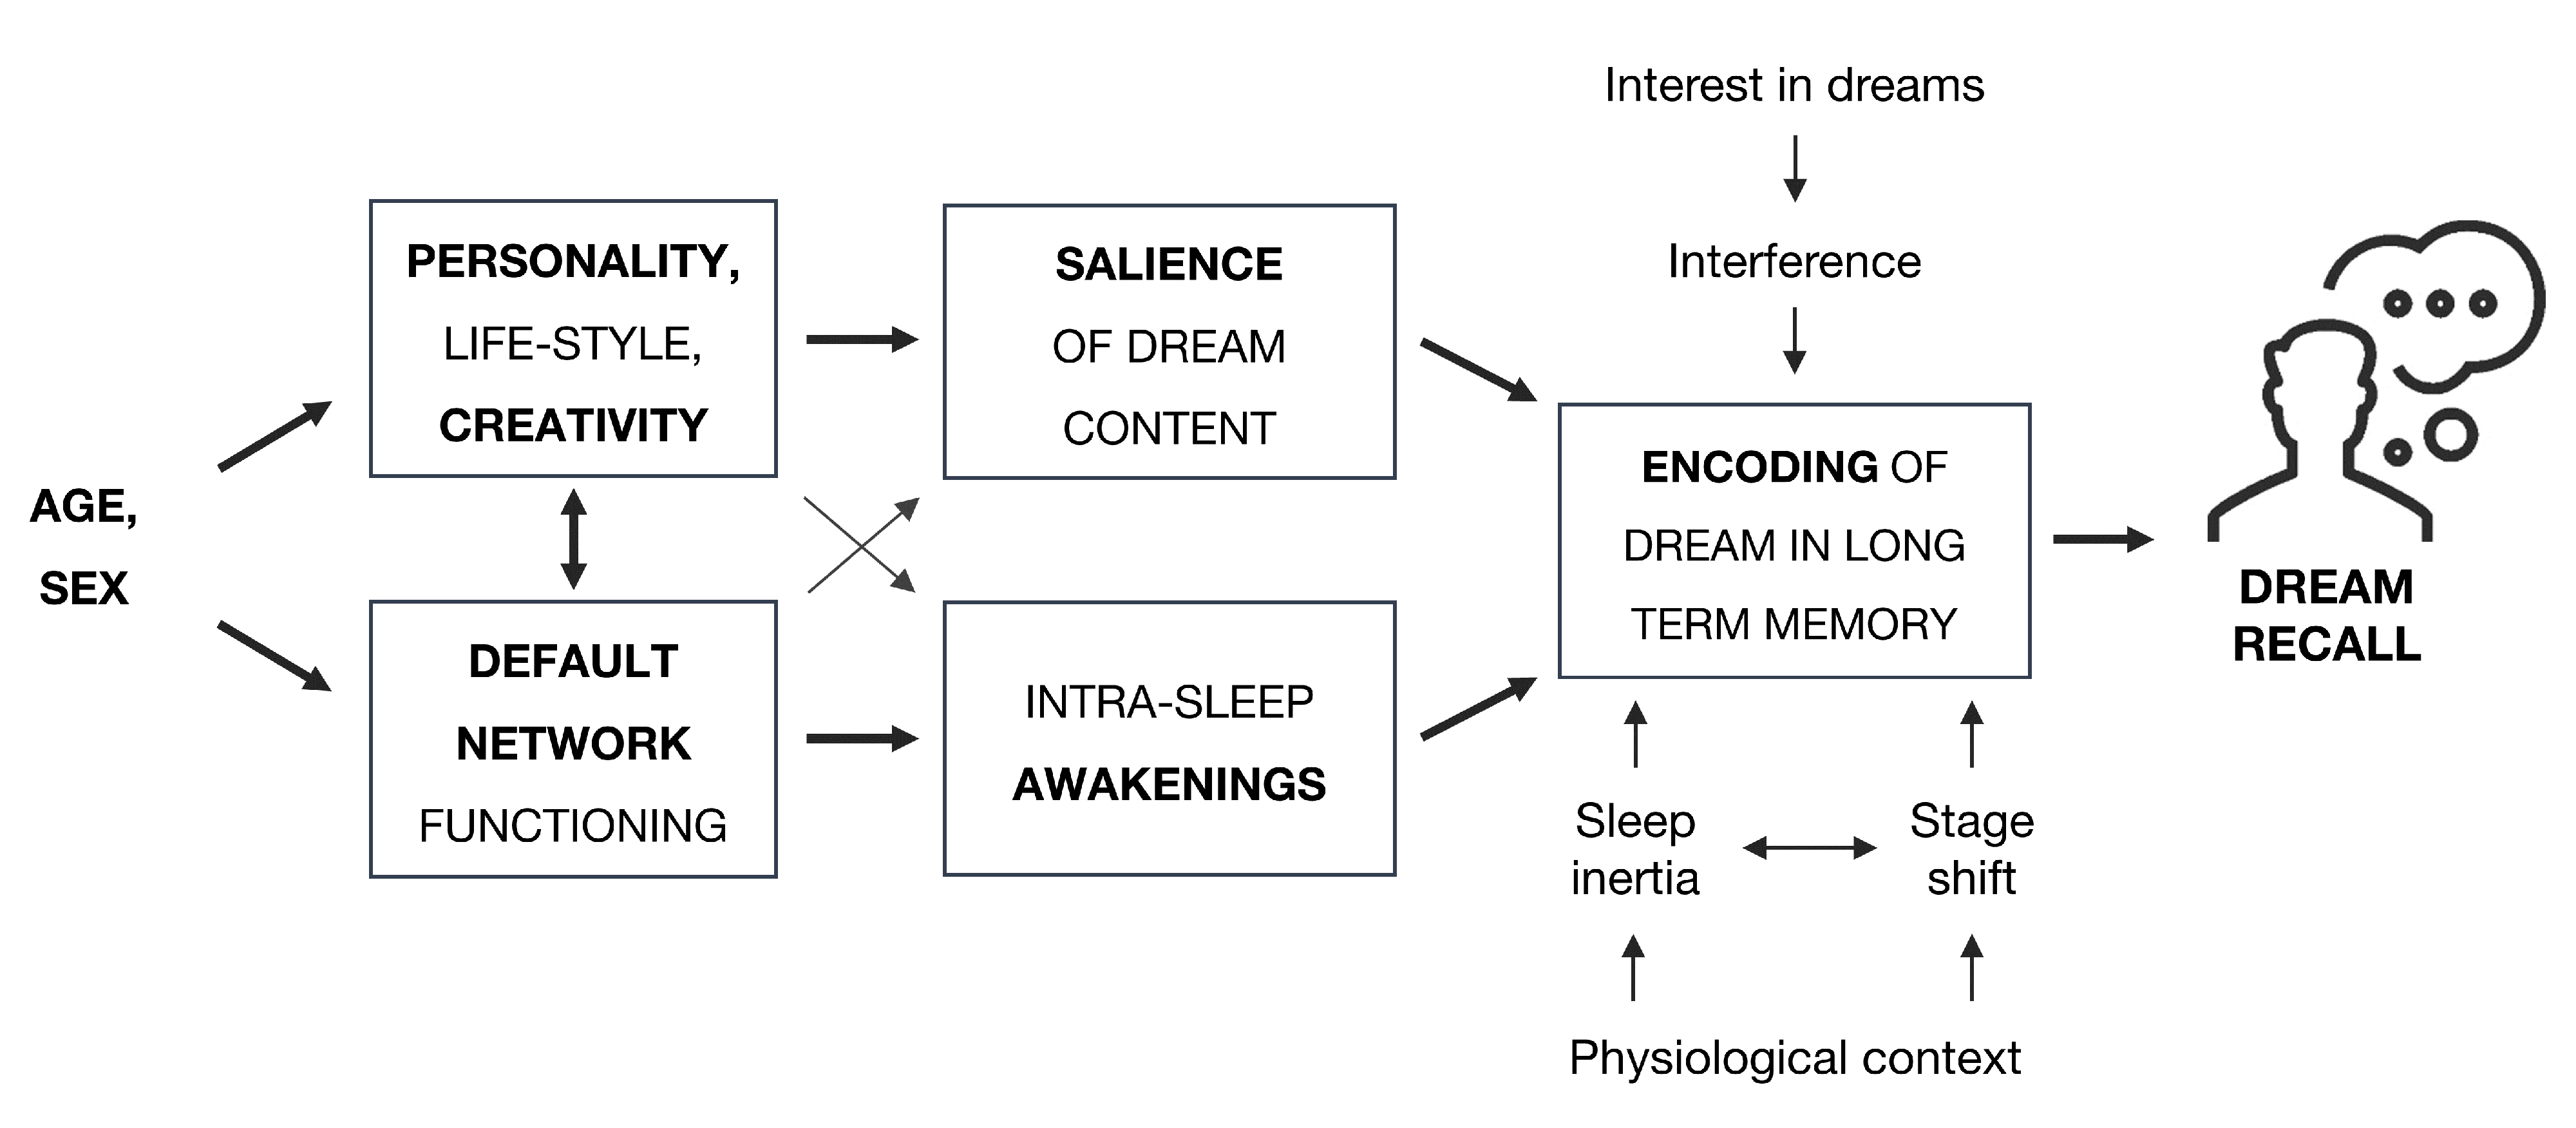 AGE,
SEX
PERSONALITY,
LIFE-STYLE,
CREATIVITY
DEFAULT
NETWORK
FUNCTIONING
SALIENCE
OF DREAM
CONTENT
INTRA-SLEEP
AWAKENINGS
Interest in dreams
Interference
ENCODING OF
DREAM IN LONG
TERM MEMORY
Sleep
inertia
Stage
shift
Physiological context
DREAM
RECALL